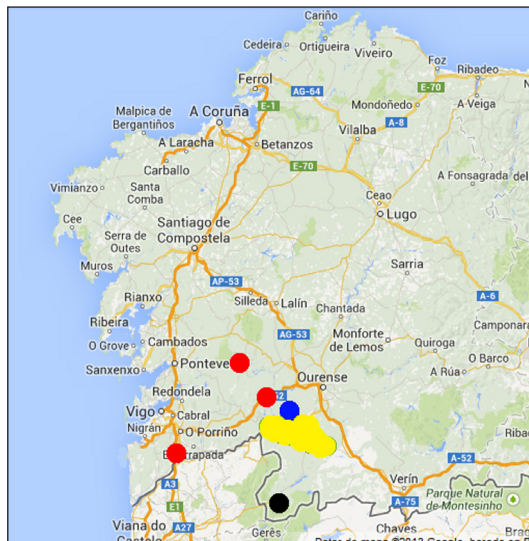 Cariño
Cedeira
Ortigueira
Viveiro
Foz
Ribadeo
Ferrol
E-70
AG-64
Malpica de
Bergantiños
A Coruña
E-1
Mondoñedo
A Veiga
A-8
Vilalba
A Laracha
Betanzos
Carballo
E-70
A Fonsagrada
del
Vimianzo
Santa
Comba
Ceao
Lugo
Cee
Serra de
Outes
Santiago de
Compostela
Muros
Sarria
AP-53
A-6
Rianxo
Silleda
Lalín
Chantada
Ribeira
AG-53
Monforte
de Lemos
Camponara
O Grove
Cambados
Quiroga
O Barco
Sanxenxo
A Rúa
Redondela
Ourense
Vigo
Cabral
Nigrán
O Porriño
A-52
Verín
A3
Parque Natural
de Montesinho
E1
A-75
Viana do
A27
Gerês
Chaves